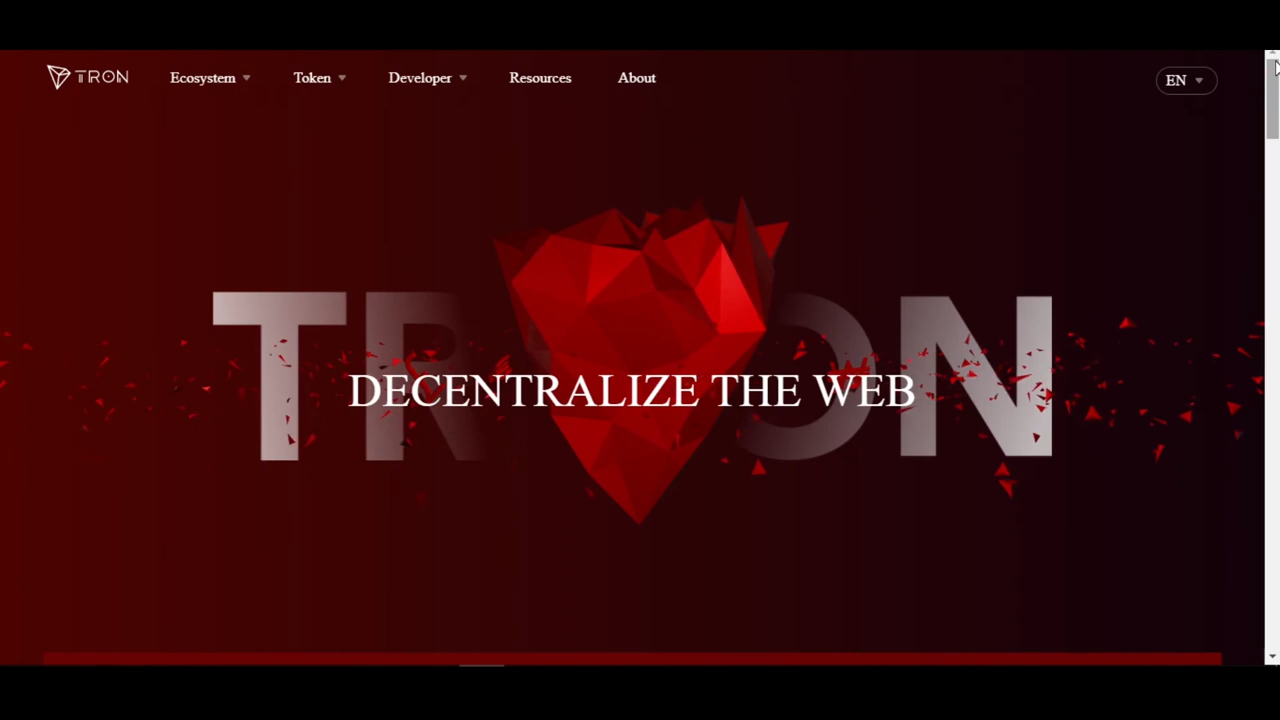 TRON
Ecosystem
Token
Developer
Resources
About
EN
TRON
DECENTRALIZE THE WEB